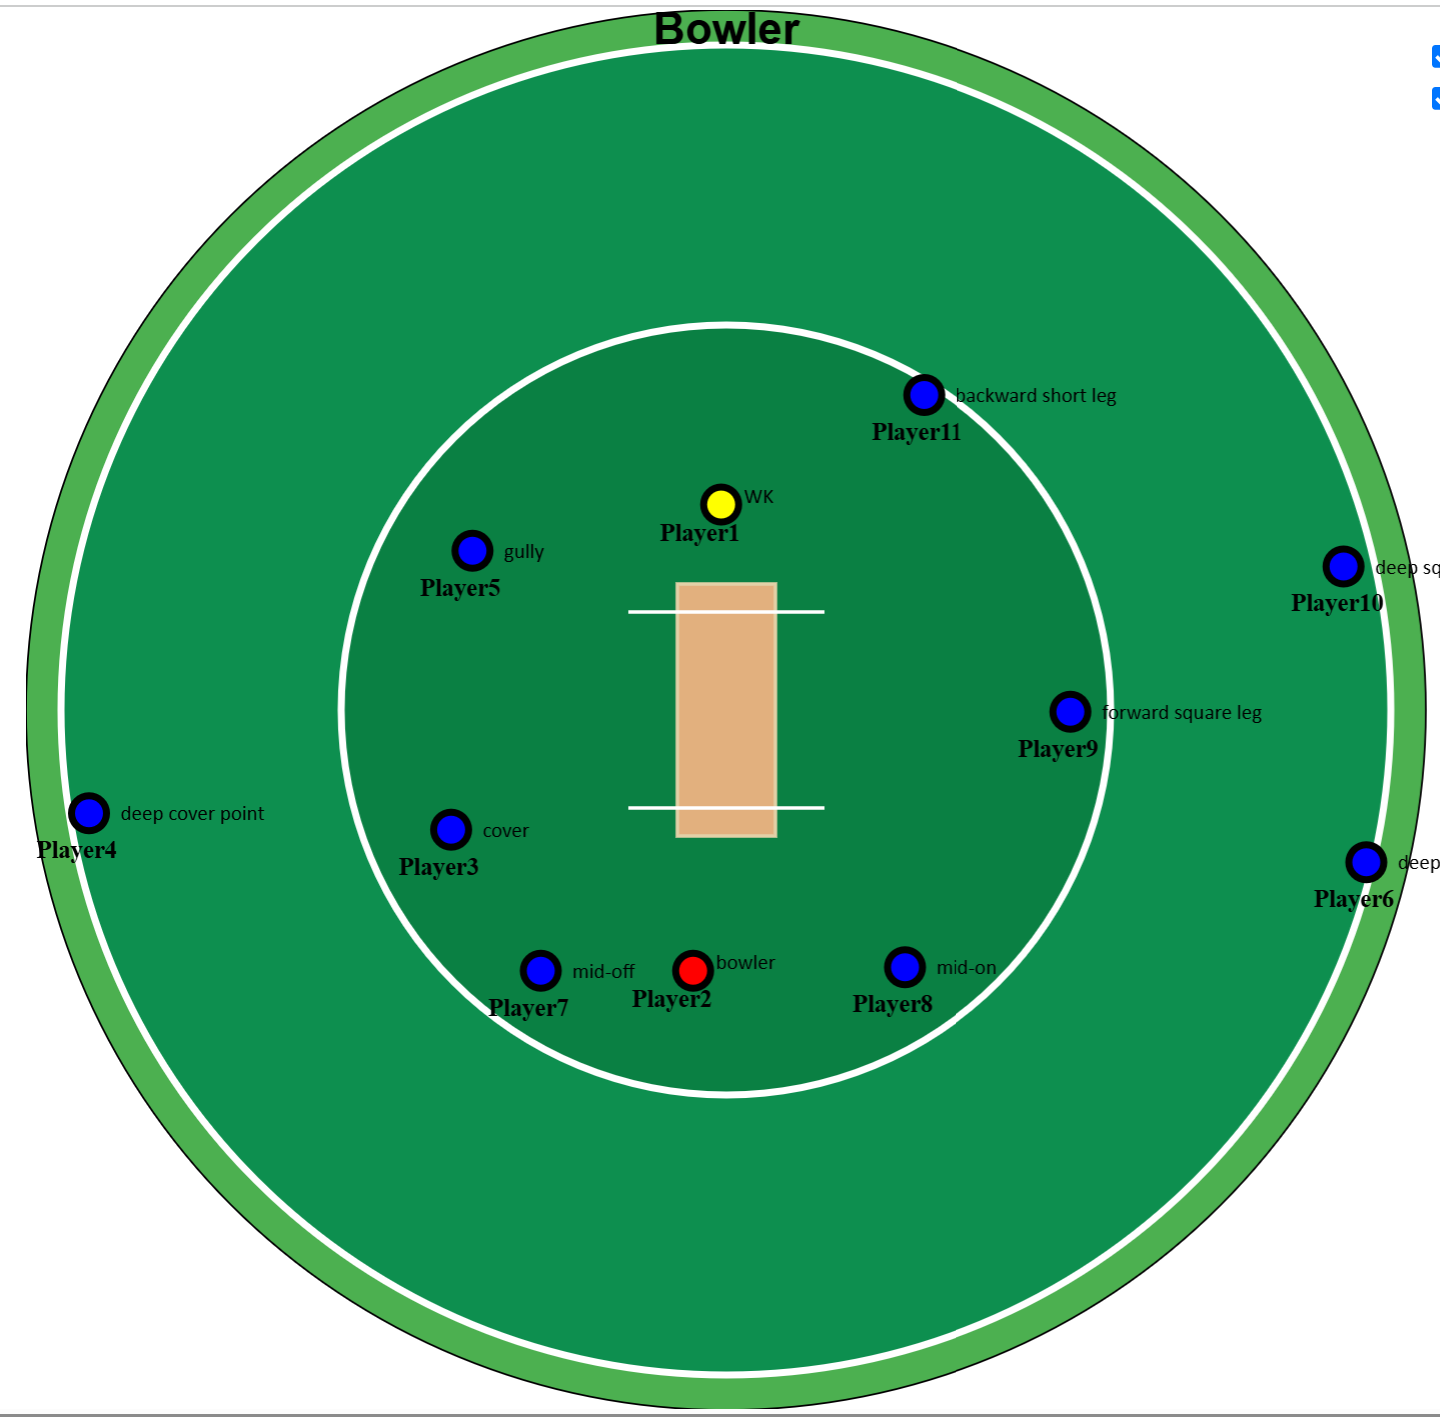 Bowler
backward short leg
Player11
WK
Player1
gully
Player5
deep sq
Player10
forward square leg
Player9
deep cover point
Player4
cover
Player3
deep
Player6
mid-off
Player7
bowler
Player2
mid-on
Player8